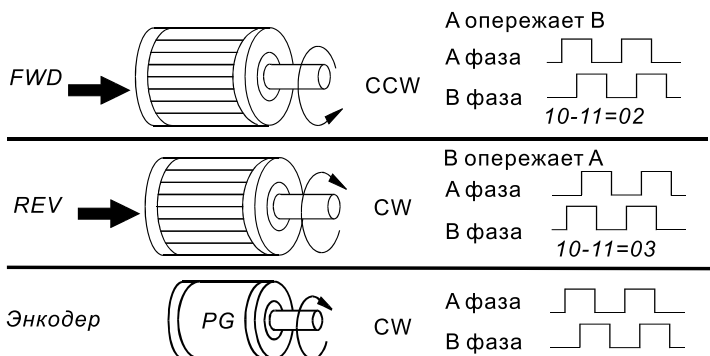 А опережает В
А фаза
FWD
CCW
В фаза
10-11=02
В опережает А
А фаза
REV
CW
В фаза
10-11=03
А фаза
Энкодер
PG
CW
В фаза